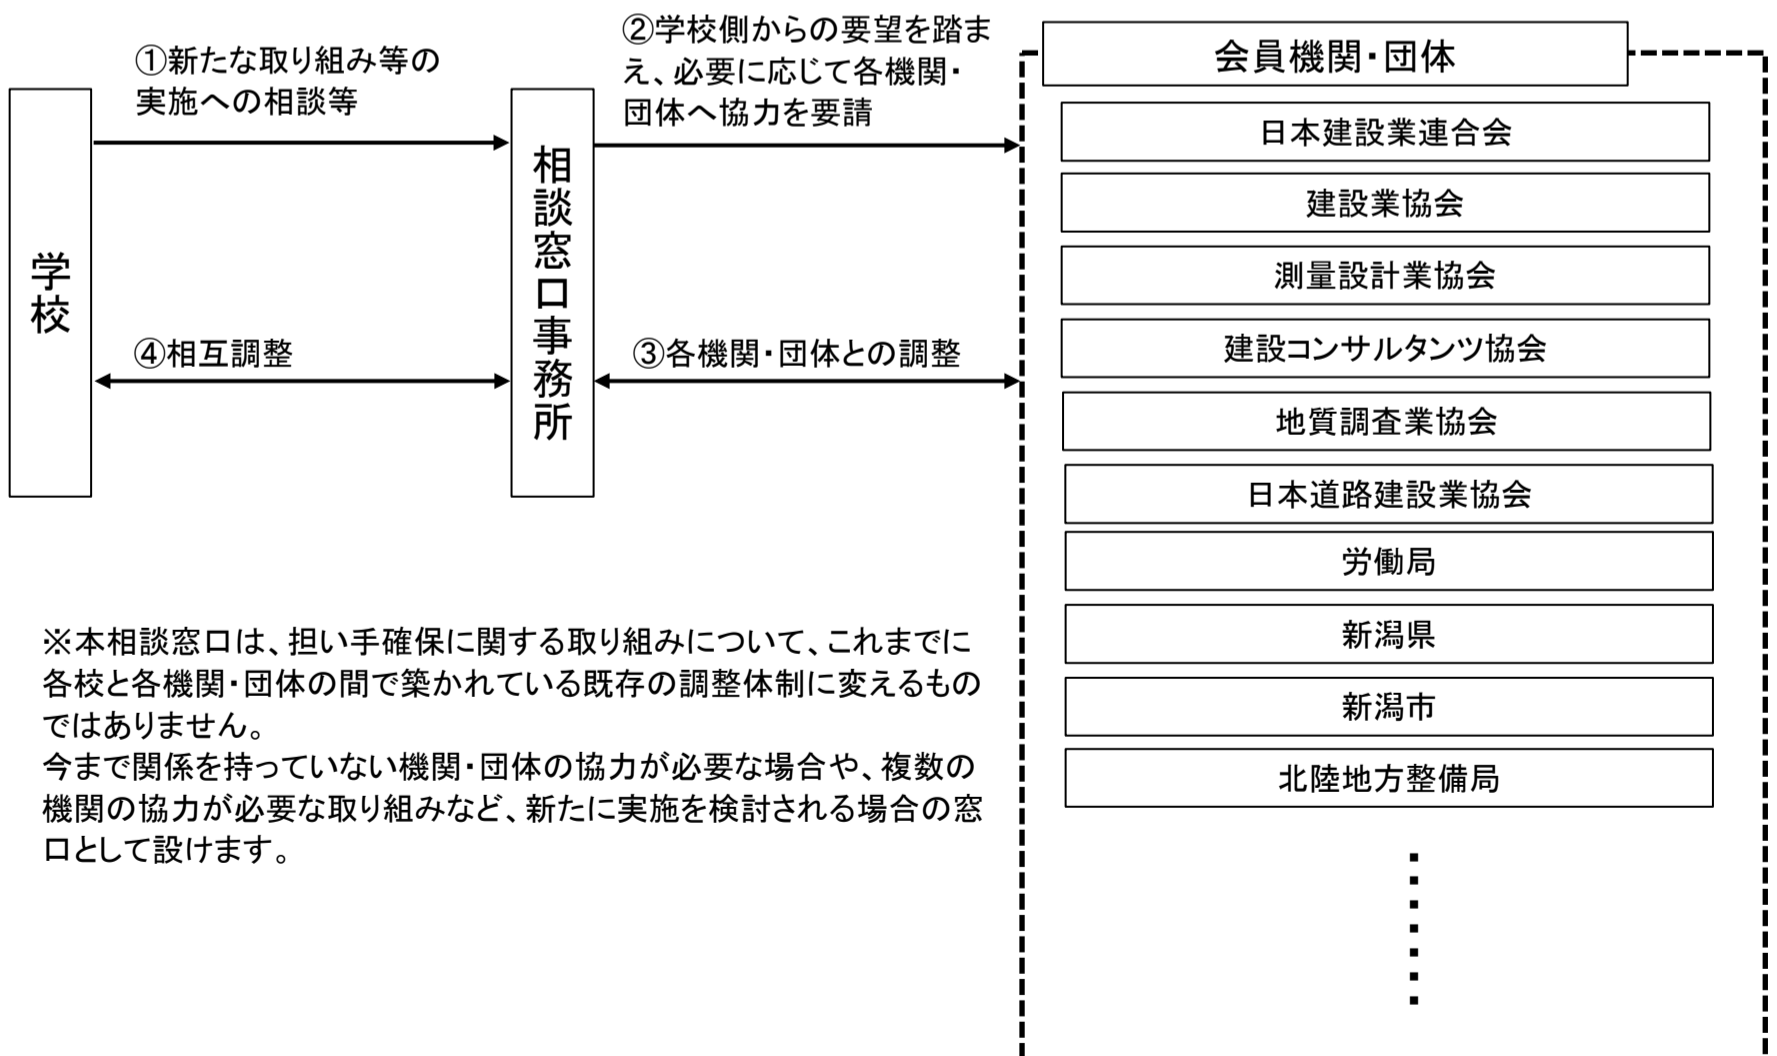 ①新たな取り組み等の
実施への相談等
②学校側からの要望を踏ま
え、必要に応じて各機関・
団体へ協力を要請
学校
相談窓口事務所
④相互調整
③各機関・団体との調整
会員機関・団体
日本建設業連合会
建設業協会
測量設計業協会
建設コンサルタンツ協会
地質調査業協会
日本道路建設業協会
労働局
新潟県
新潟市
北陸地方整備局
※本相談窓口は、担い手確保に関する取り組みについて、これまでに
各校と各機関・団体の間で築かれている既存の調整体制に変えるもの
ではありません。
今まで関係を持っていない機関・団体の協力が必要な場合や、複数の
機関の協力が必要な取り組みなど、新たに実施を検討される場合の窓
口として設けます。